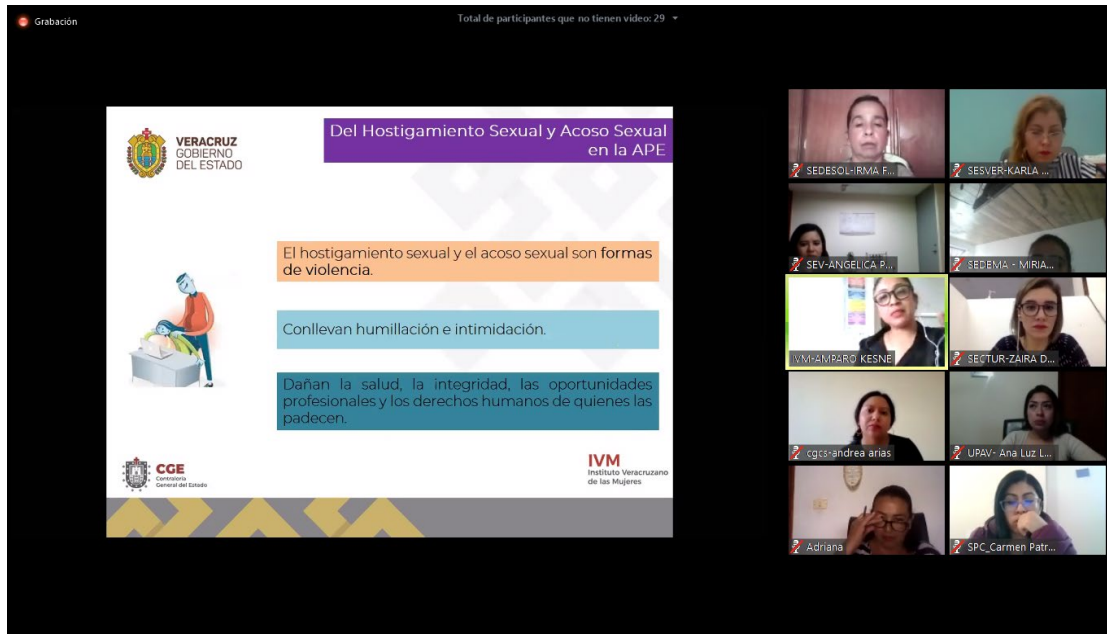 Grabación
Total de participantes que no tienen video: 29
VERACRUZ
GOBIERNO
DEL ESTADO
Del Hostigamiento Sexual y Acoso Sexual
en la APE
El hostigamiento sexual y el acoso sexual son formas
de violencia.
Conllevan humillación e intimidación.
Dañan la salud, la integridad, las oportunidades
profesionales y los derechos humanos de quienes las
padecen.
CGE
Contraloría
General del Estado
IVM
Instituto Veracruzano
de las Mujeres
SEDESOL-IRMA F...
SESVER-KARLA ...
SEV-ANGELICA P...
SEDEMA - MIRIA...
IVM-AMPARO KESNE
SECTUR-ZAIRA D...
cgcs-andrea arias
UPAV- Ana Luz L...
Adriana
SPC_Carmen Patr...